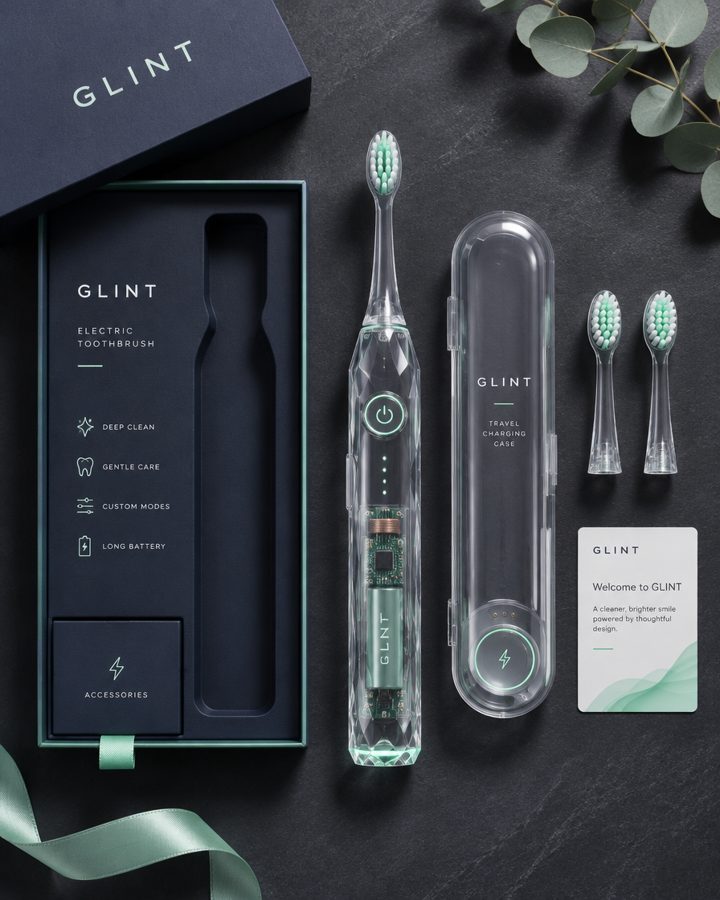 GLINT
GLINT
ELECTRIC
TOOTHBRUSH
DEEP CLEAN
GENTLE CARE
CUSTOM MODES
LONG BATTERY
ACCESSORIES
GLINT
GLINT
TRAVEL
CHARGING
CASE
GLINT
Welcome to GLINT
A cleaner, brighter smile
powered by thoughtful
design.